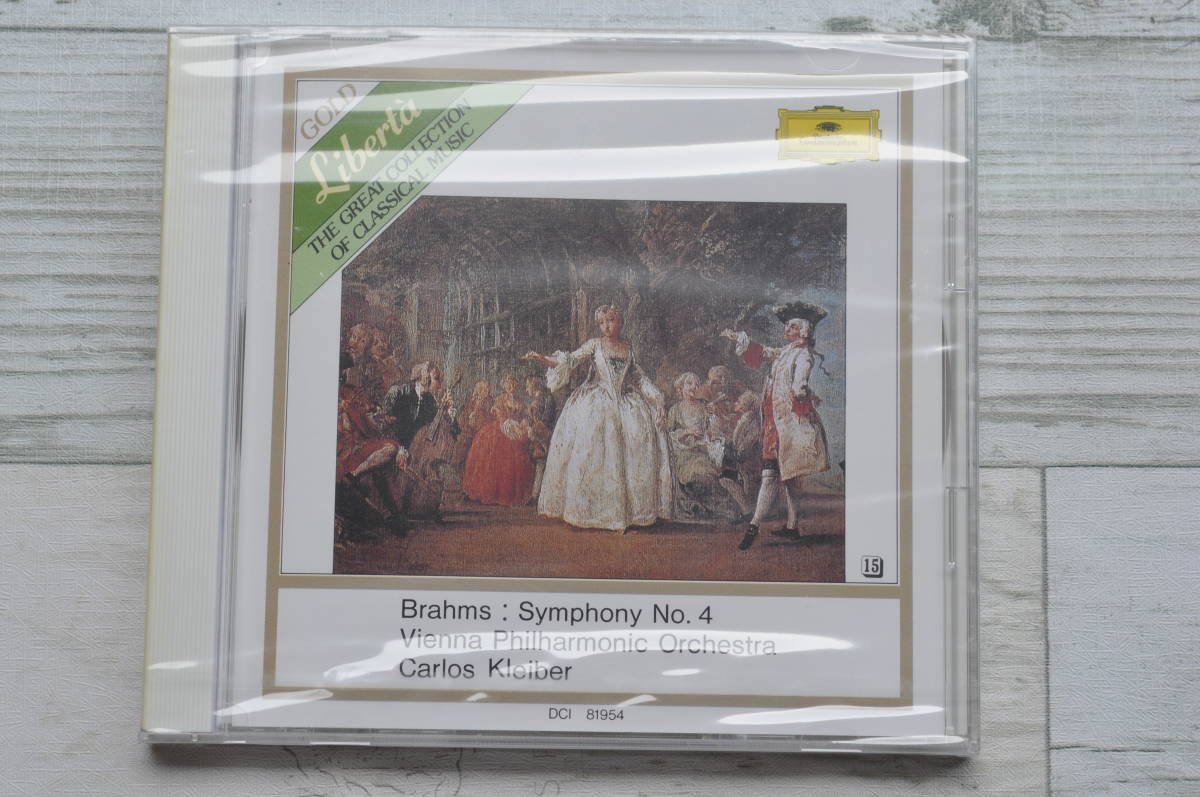 GOLD
Libertà
THE GREAT COLLECTION
OF CLASSICAL MUSIC
15
Brahms : Symphony No. 4
Vienna Philharmonic Orchestra
Carlos Kleiber
DCI 81954